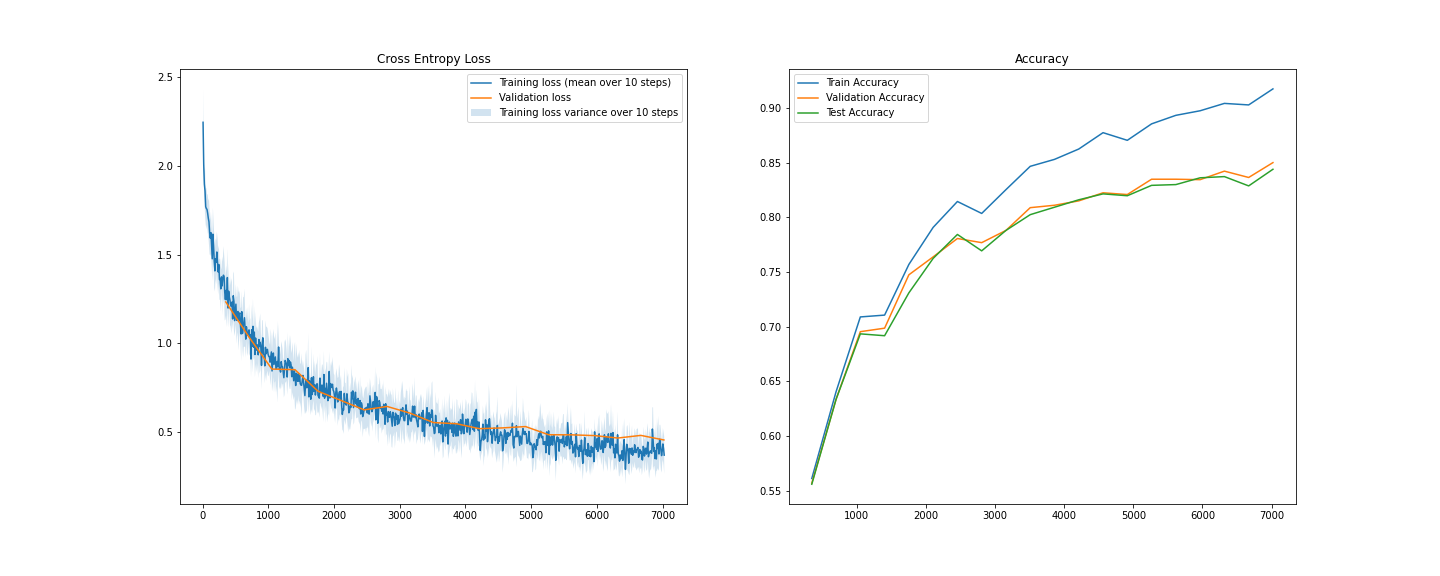 Cross Entropy Loss
Training loss (mean over 10 steps)
Validation loss
Training loss variance over 10 steps
2.5
2.0
1.5
1.0
0.5
0 1000 2000 3000 4000 5000 6000 7000
Accuracy
Train Accuracy
Validation Accuracy
Test Accuracy
0.90
0.85
0.80
0.75
0.70
0.65
0.60
0.55
1000 2000 3000 4000 5000 6000 7000